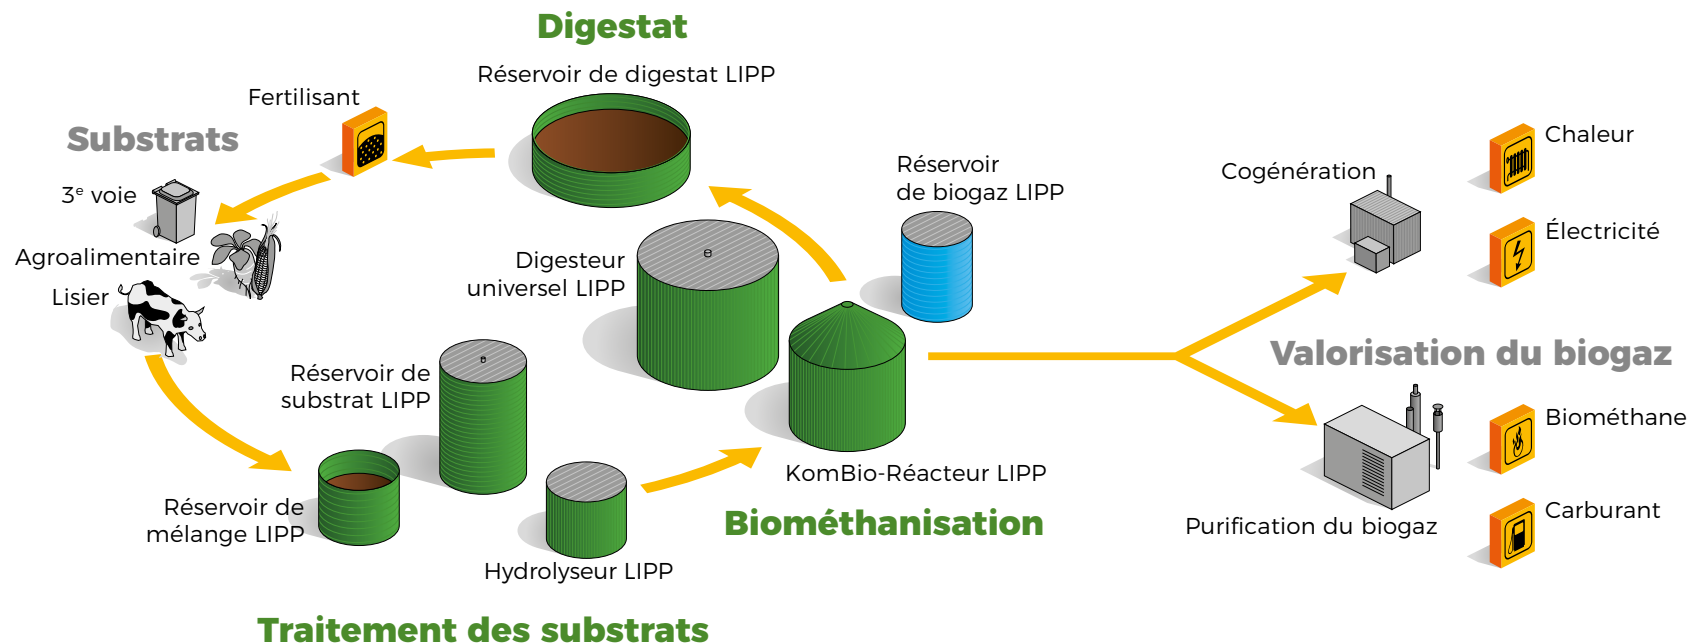 Digestat
Réservoir de digestat LIPP
Fertilisant
Substrats
3e voie
Agroalimentaire
Lisier
Réservoir
de biogaz LIPP
Digesteur
universel LIPP
Réservoir de
substrat LIPP
Réservoir de
mélange LIPP
Hydrolyseur LIPP
Traitement des substrats
KomBio-Réacteur LIPP
Biométhanisation
Cogénération
Chaleur
Électricité
Valorisation du biogaz
Biométhane
Purification du biogaz
Carburant